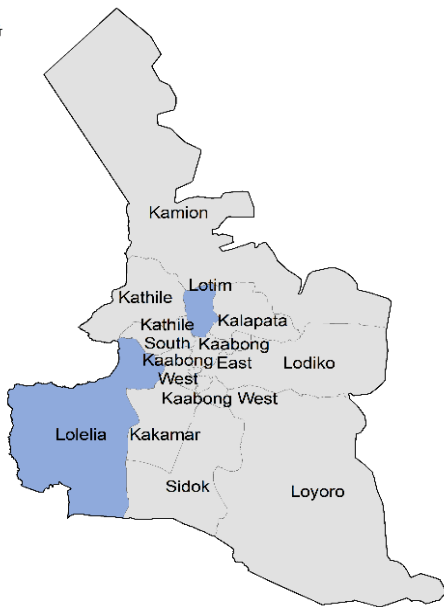 r
Kamion
Lotim
Kathile
Kathile
South
Kalapata
Kaabong
East
Kaabong
West
Lodiko
Kaabong West
Lolelia
Kakamar
Sidok
Loyoro